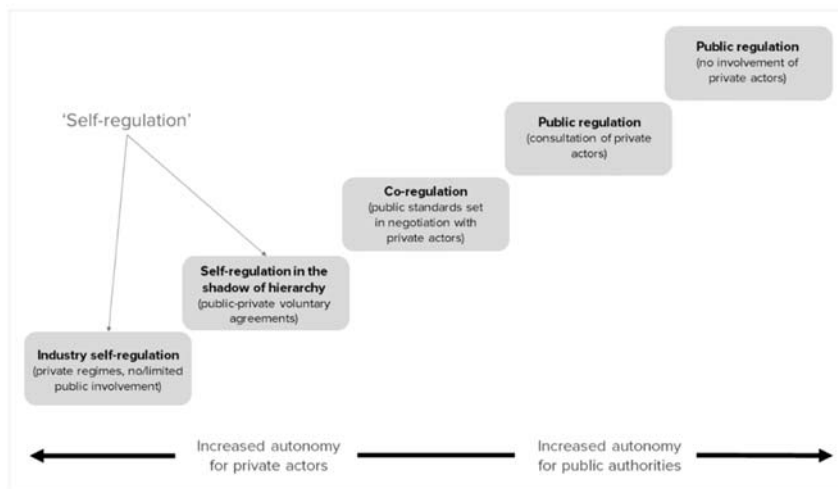 Public regulation
(no involvement of
private actors)
'Self-regulation'
Public regulation
(consultation of private
actors)
Co-regulation
(public standards set
in negotiation with
private actors)
Self-regulation in the
shadow of hierarchy
(public-private voluntary
agreements)
Industry self-regulation
(private regimes, no/limited
public involvement)
Increased autonomy
for private actors
Increased autonomy
for public authorities